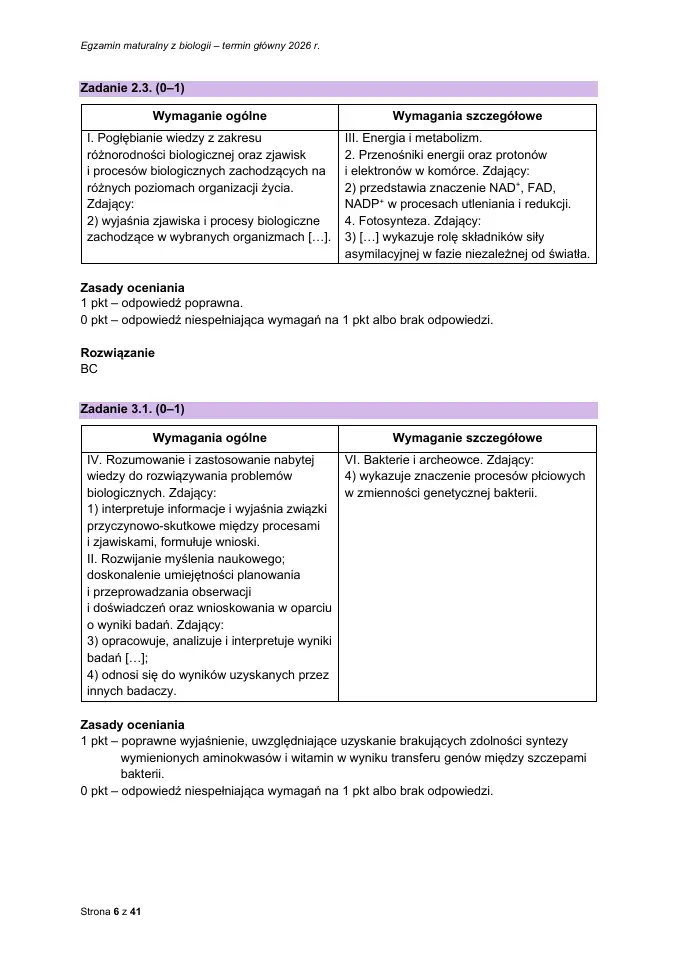 Egzamin maturalny z biologii – termin główny 2026 r.
Zadanie 2.3. (0–1)
Wymaganie ogólne
I. Pogłębianie wiedzy z zakresu
różnorodności biologicznej oraz zjawisk
i procesów biologicznych zachodzących na
różnych poziomach organizacji życia.
Zdający:
2) wyjaśnia zjawiska i procesy biologiczne
zachodzące w wybranych organizmach […].
Wymagania szczegółowe
III. Energia i metabolizm.
2. Przenośniki energii oraz protonów
i elektronów w komórce. Zdający:
2) przedstawia znaczenie NAD⁺, FAD,
NADP⁺ w procesach utleniania i redukcji.
4. Fotosynteza. Zdający:
3) […] wykazuje rolę składników siły
asymilacyjnej w fazie niezależnej od światła.
Zasady oceniania
1 pkt – odpowiedź poprawna.
0 pkt – odpowiedź niespełniająca wymagań na 1 pkt albo brak odpowiedzi.
Rozwiązanie
BC
Zadanie 3.1. (0–1)
Wymagania ogólne
IV. Rozumowanie i zastosowanie nabytej
wiedzy do rozwiązywania problemów
biologicznych. Zdający:
1) interpretuje informacje i wyjaśnia związki
przyczynowo-skutkowe między procesami
i zjawiskami, formułuje wnioski.
II. Rozwijanie myślenia naukowego;
doskonalenie umiejętności planowania
i przeprowadzania obserwacji
i doświadczeń oraz wnioskowania w oparciu
o wyniki badań. Zdający:
3) opracowuje, analizuje i interpretuje wyniki
badań […];
4) odnosi się do wyników uzyskanych przez
innych badaczy.
Wymaganie szczegółowe
VI. Bakterie i archeowce. Zdający:
4) wykazuje znaczenie procesów płciowych
w zmienności genetycznej bakterii.
Zasady oceniania
1 pkt – poprawne wyjaśnienie, uwzględniające uzyskanie brakujących zdolności syntezy
wymienionych aminokwasów i witamin w wyniku transferu genów między szczepami
bakterii.
0 pkt – odpowiedź niespełniająca wymagań na 1 pkt albo brak odpowiedzi.
Strona 6 z 41